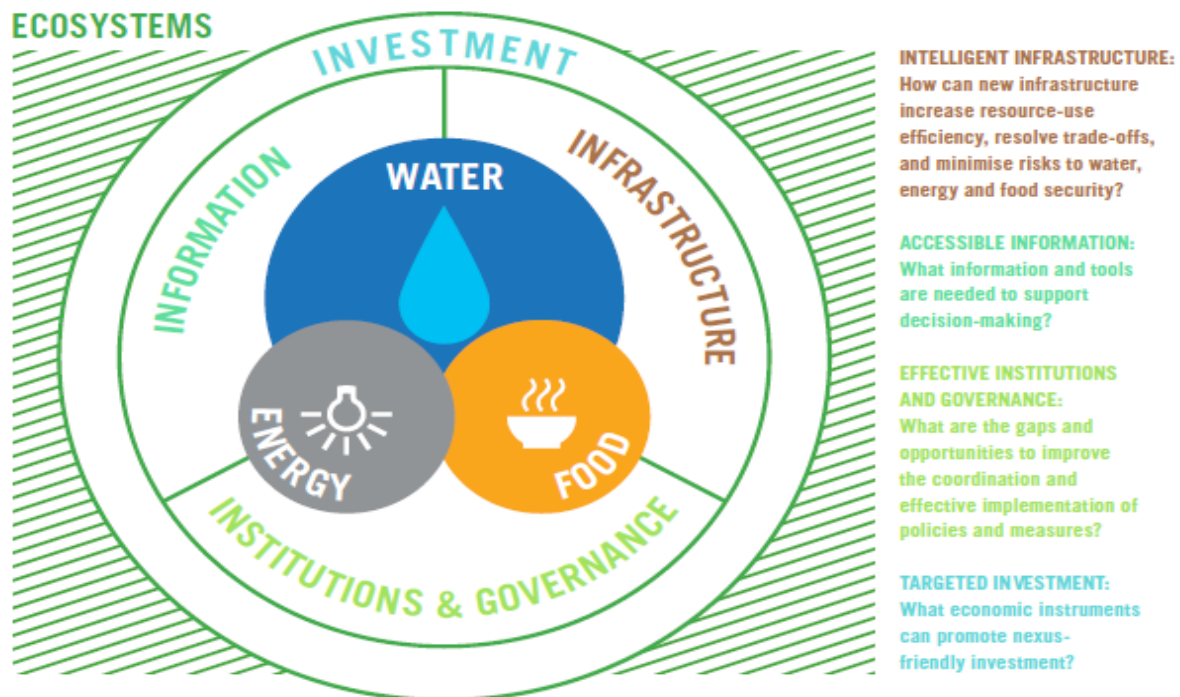 ECOSYSTEMS
INVESTMENT
INFORMATION
INFRASTRUCTURE
WATER
ENERGY
FOOD
INSTITUTIONS & GOVERNANCE
INTELLIGENT INFRASTRUCTURE:
How can new infrastructure
increase resource-use
efficiency, resolve trade-offs,
and minimise risks to water,
energy and food security?
ACCESSIBLE INFORMATION:
What information and tools
are needed to support
decision-making?
EFFECTIVE INSTITUTIONS
AND GOVERNANCE:
What are the gaps and
opportunities to improve
the coordination and
effective implementation of
policies and measures?
TARGETED INVESTMENT:
What economic instruments
can promote nexus-
friendly investment?